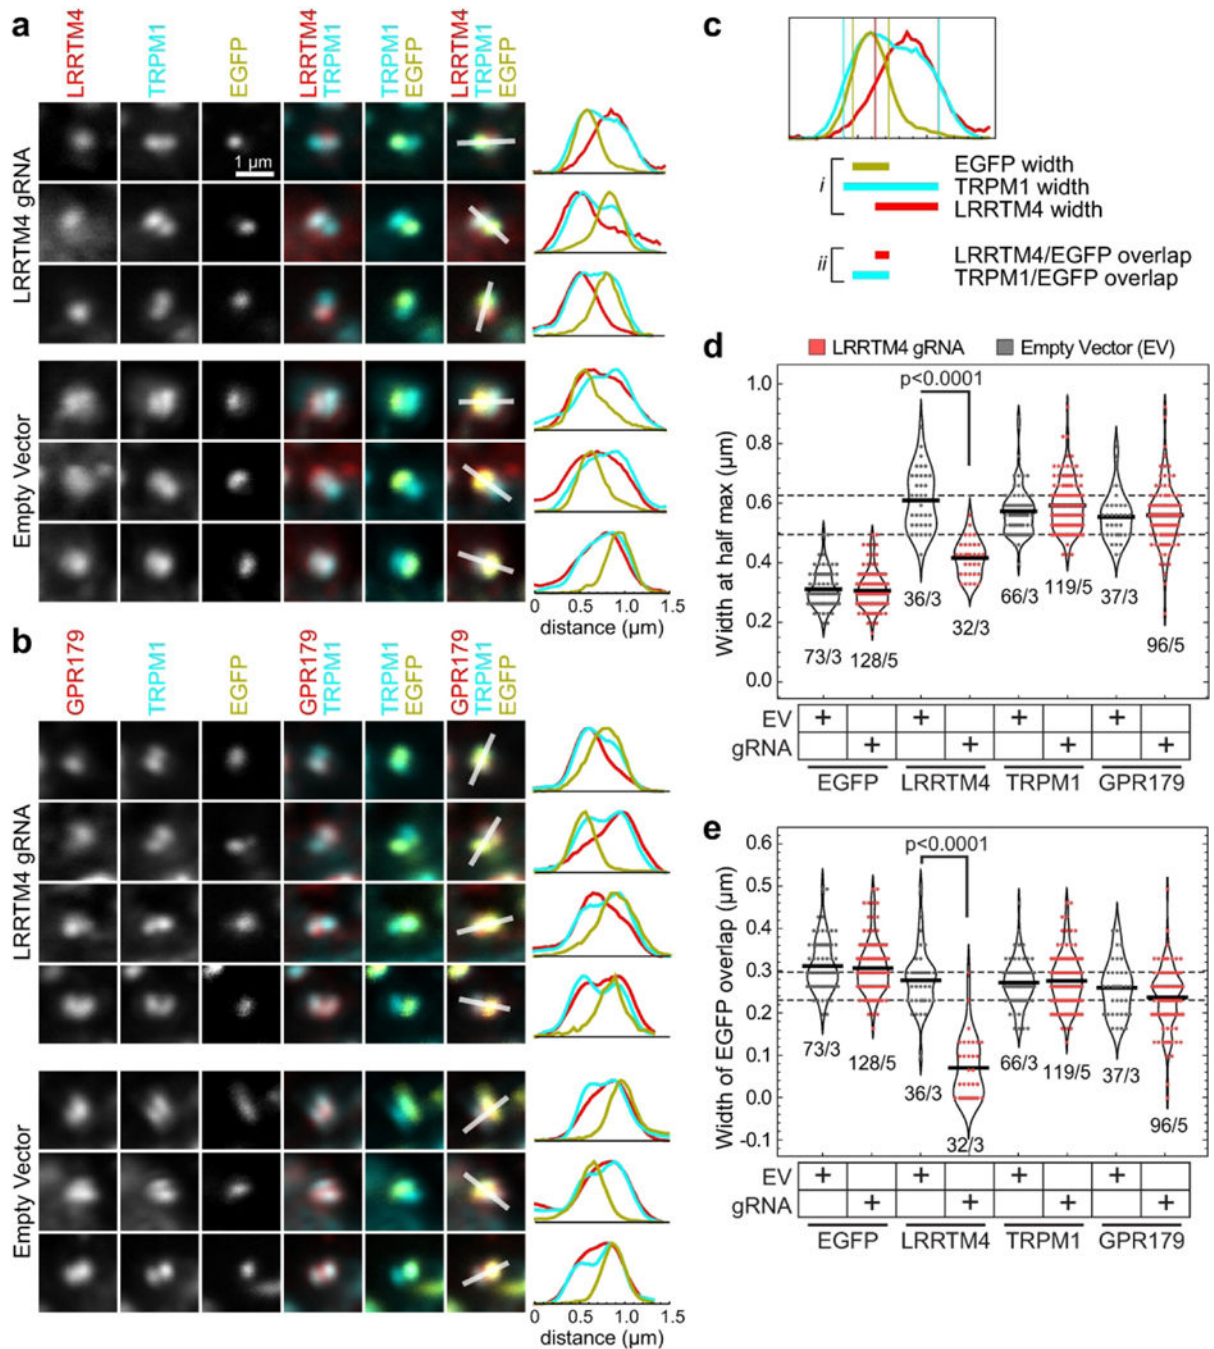 a
LRRTM4 TRPM1 EGFP LRRTM4 TRPM1 TRPM1 EGFP LRRTM4 TRPM1 EGFP
LRRTM4 gRNA
1 µm
Empty Vector
0 0.5 1.0 1.5
distance (µm)
b
GPR179 TRPM1 EGFP GPR179 TRPM1 TRPM1 EGFP GPR179 TRPM1 EGFP
LRRTM4 gRNA
Empty Vector
0 0.5 1.0 1.5
distance (µm)
c
i
EGFP width
TRPM1 width
LRRTM4 width
ii
LRRTM4/EGFP overlap
TRPM1/EGFP overlap
d
LRRTM4 gRNA Empty Vector (EV)
p<0.0001
Width at half max (µm)
1.0
0.8
0.6
0.4
0.2
0.0
73/3 128/5 36/3 32/3 66/3 119/5 37/3 96/5
EV + + + +
gRNA + + + +
EGFP LRRTM4 TRPM1 GPR179
e
p<0.0001
Width of EGFP overlap (µm)
0.6
0.5
0.4
0.3
0.2
0.1
0.0
-0.1
73/3 128/5 36/3 32/3 66/3 119/5 37/3 96/5
EV + + + +
gRNA + + + +
EGFP LRRTM4 TRPM1 GPR179